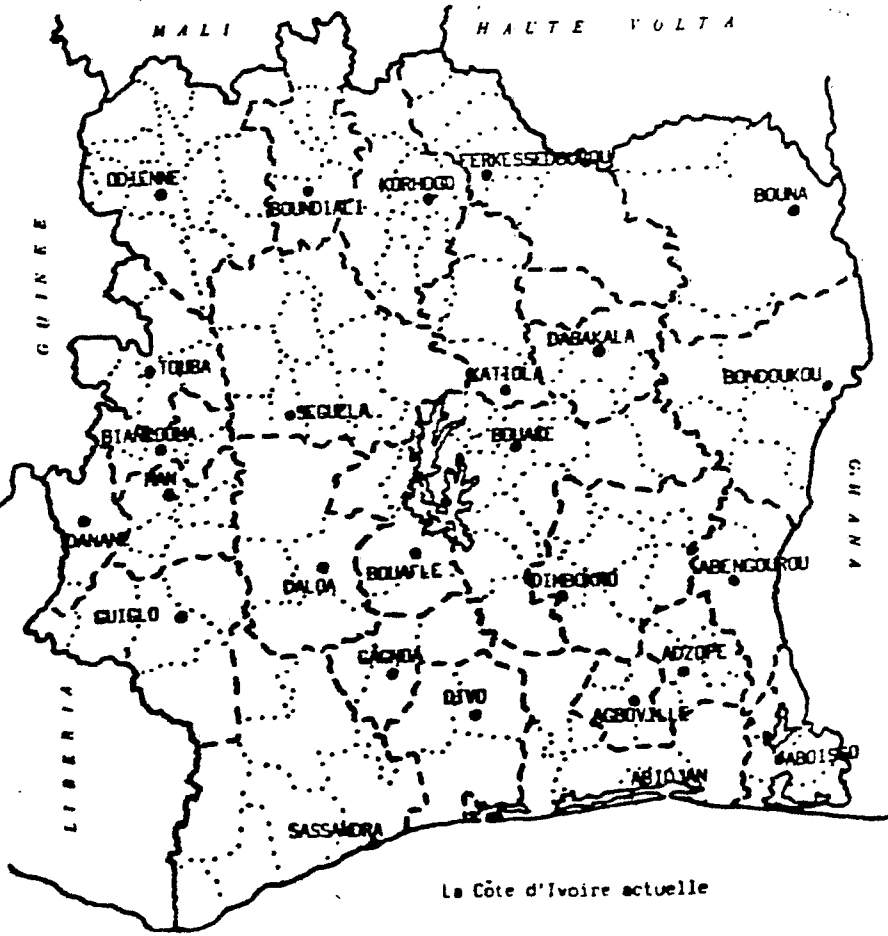 MALI
HAUTE VOLTA
FERKESSEDOUGOU
ODIENNE
KORHOGO
BOUNDIALI
BOUNA
GUINEE
DABAKALA
TOUBA
KATIOLA
BONDOUKOU
SEGUELA
BIANKOUMA
BOUAKE
MAN
GHANA
DANANE
BOUAFLE
DALOA
DIMBOKRO
ABENGOUROU
GUIGLO
GAGNOA
ADZOPE
DIVO
AGBOVILLE
LIBERIA
ABOISSO
ABIDJAN
SASSANDRA
La Côte d'Ivoire actuelle